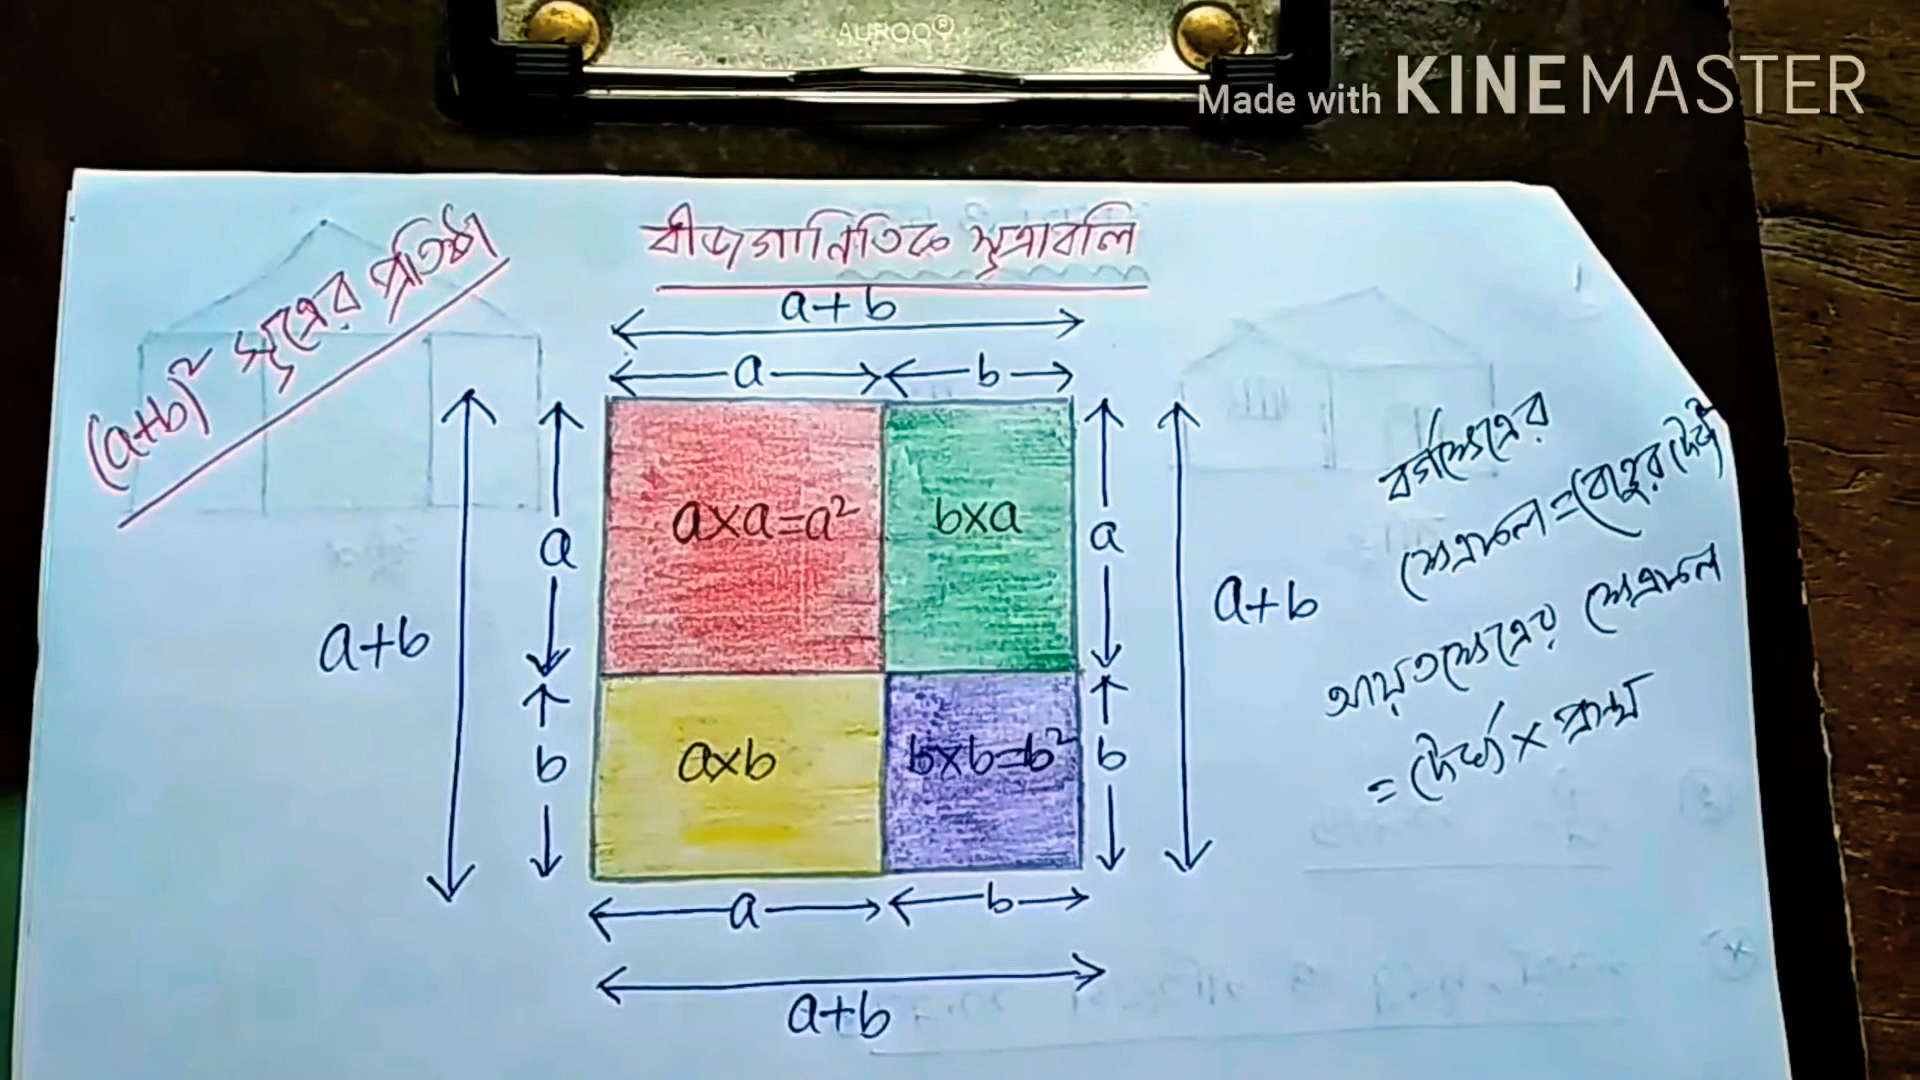 AUROO®
Made with KINEMASTER
বীজগানিতিক সূত্রাবলি
(a+b)² সূত্রের প্রতিষ্ঠা
a+b
a b
a
a×a=a²
b×a
a
a+b
a+b
b
a×b
b×b=b²
b
a b
a+b
বর্গক্ষেত্রের
ক্ষেত্রফল=(বাহুর দৈর্ঘ্য)²
আয়তক্ষেত্রের ক্ষেত্রফল
= দৈর্ঘ্য × প্রস্থ